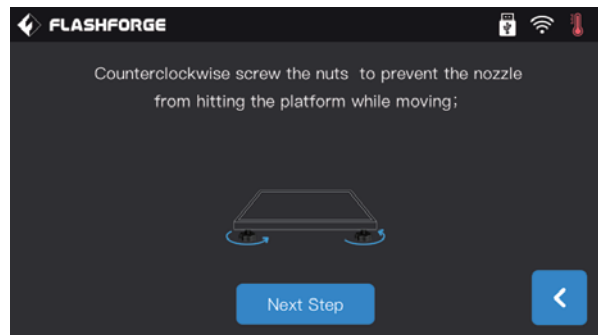 FLASHFORGE
Counterclockwise screw the nuts to prevent the nozzle
from hitting the platform while moving;
Next Step